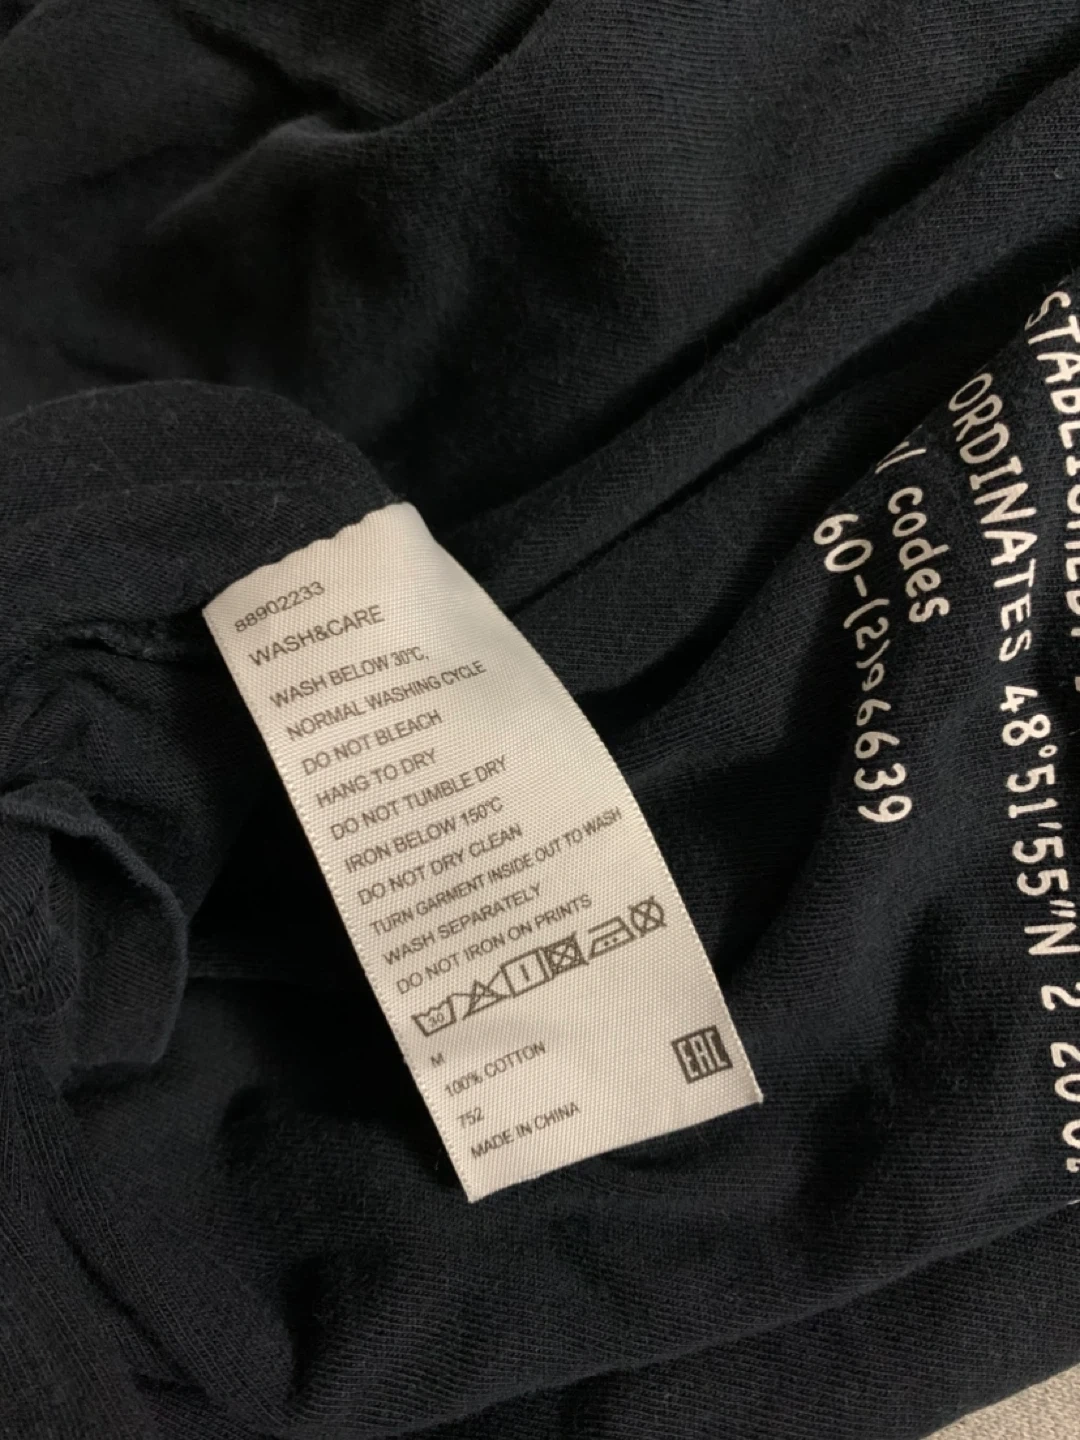 88902233
WASH&CARE
WASH BELOW 30°C,
NORMAL WASHING CYCLE
DO NOT BLEACH
HANG TO DRY
DO NOT TUMBLE DRY
IRON BELOW 150°C
DO NOT DRY CLEAN
TURN GARMENT INSIDE OUT TO WASH
WASH SEPARATELY
DO NOT IRON ON PRINTS
30
M
100% COTTON
752
MADE IN CHINA
EAC
ORDINATES 48°51'55"N 2
codes
60-(2)96639